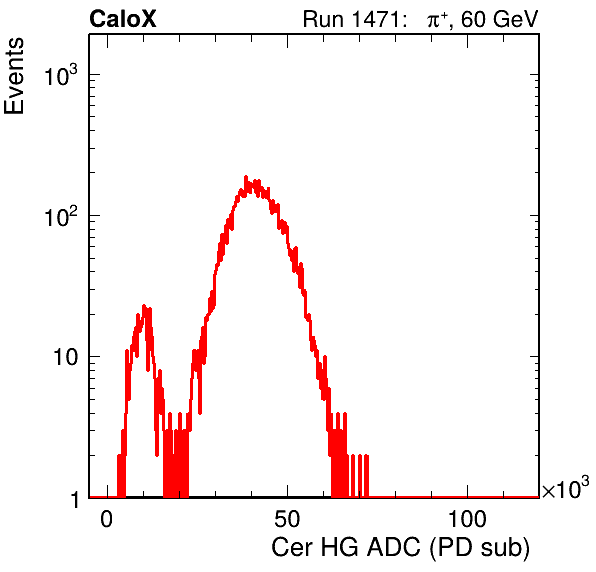 CaloX
Run 1471: π⁺, 60 GeV
Events
10³
10²
10
1
0
50
100
×10³
Cer HG ADC (PD sub)